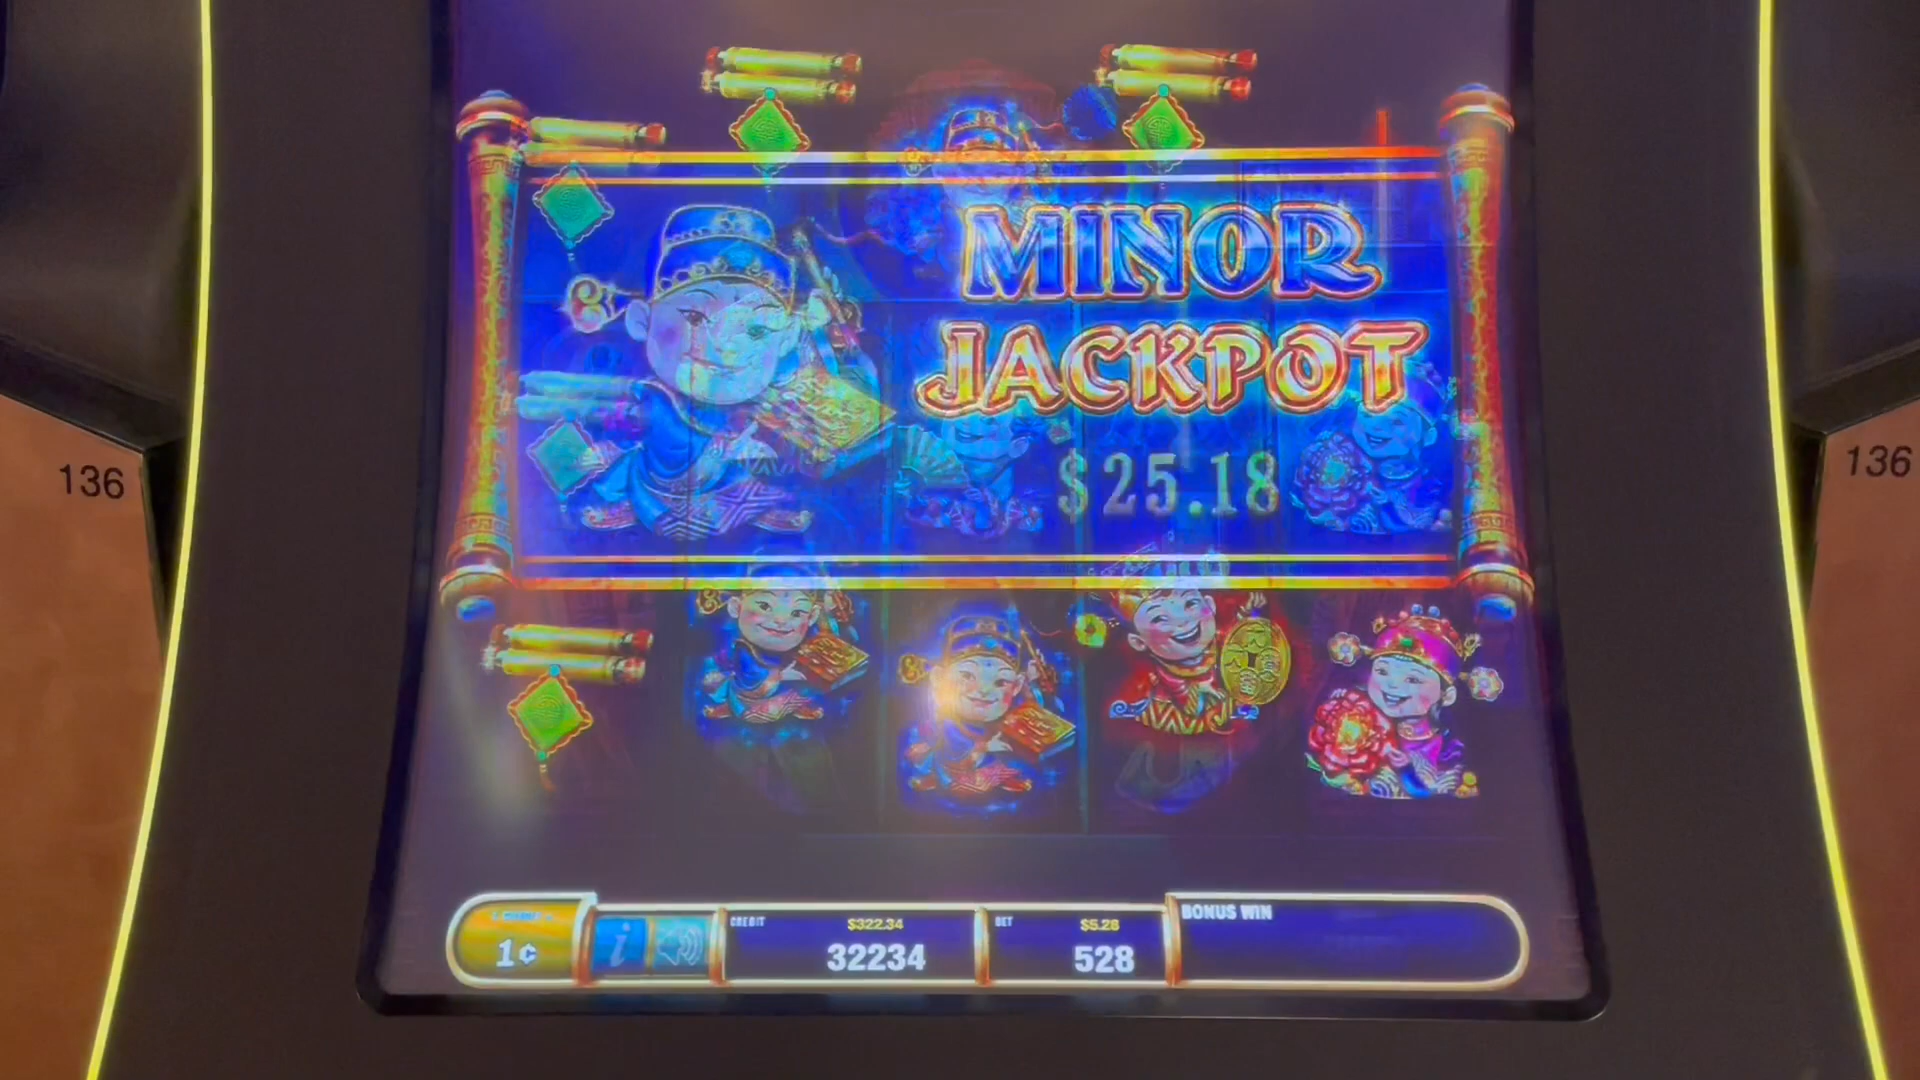 MINOR
JACKPOT
$25.18
136
136
1¢
i
CREDIT
$322.34
32234
BET
$5.28
528
BONUS WIN